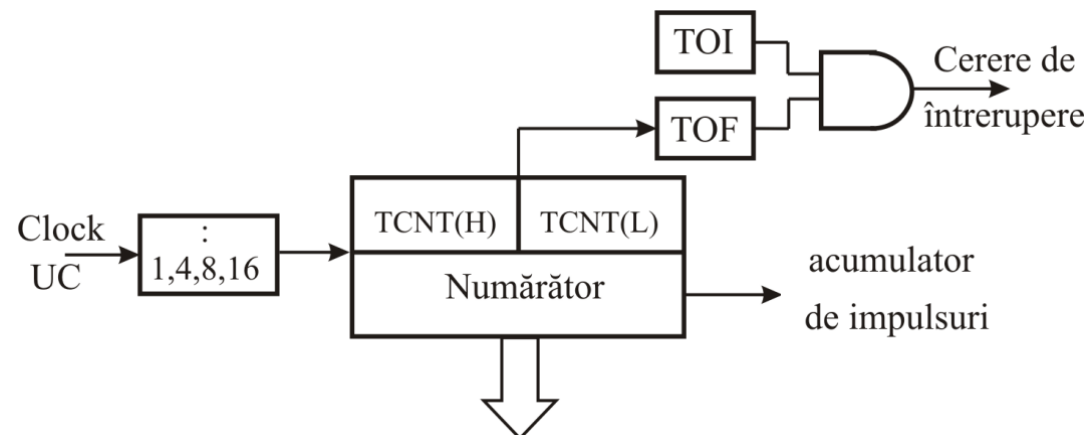 TOI
Cerere de
întrerupere
TOF
TCNT(H)
TCNT(L)
Clock
UC
:
1,4,8,16
Numărător
acumulator
de impulsuri